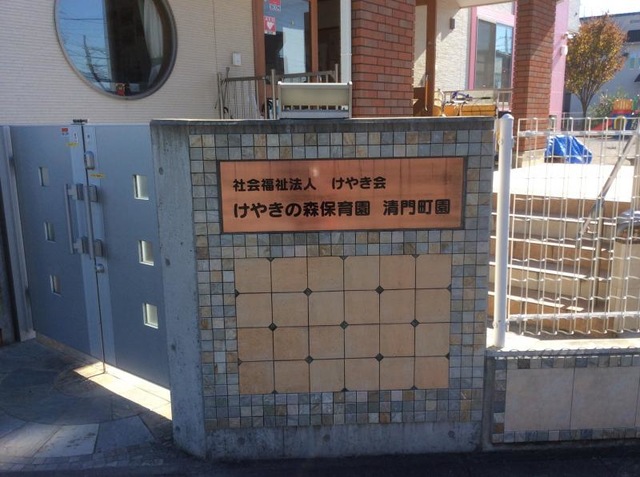 社会福祉法人　けやき会
けやきの森保育園　清門町園